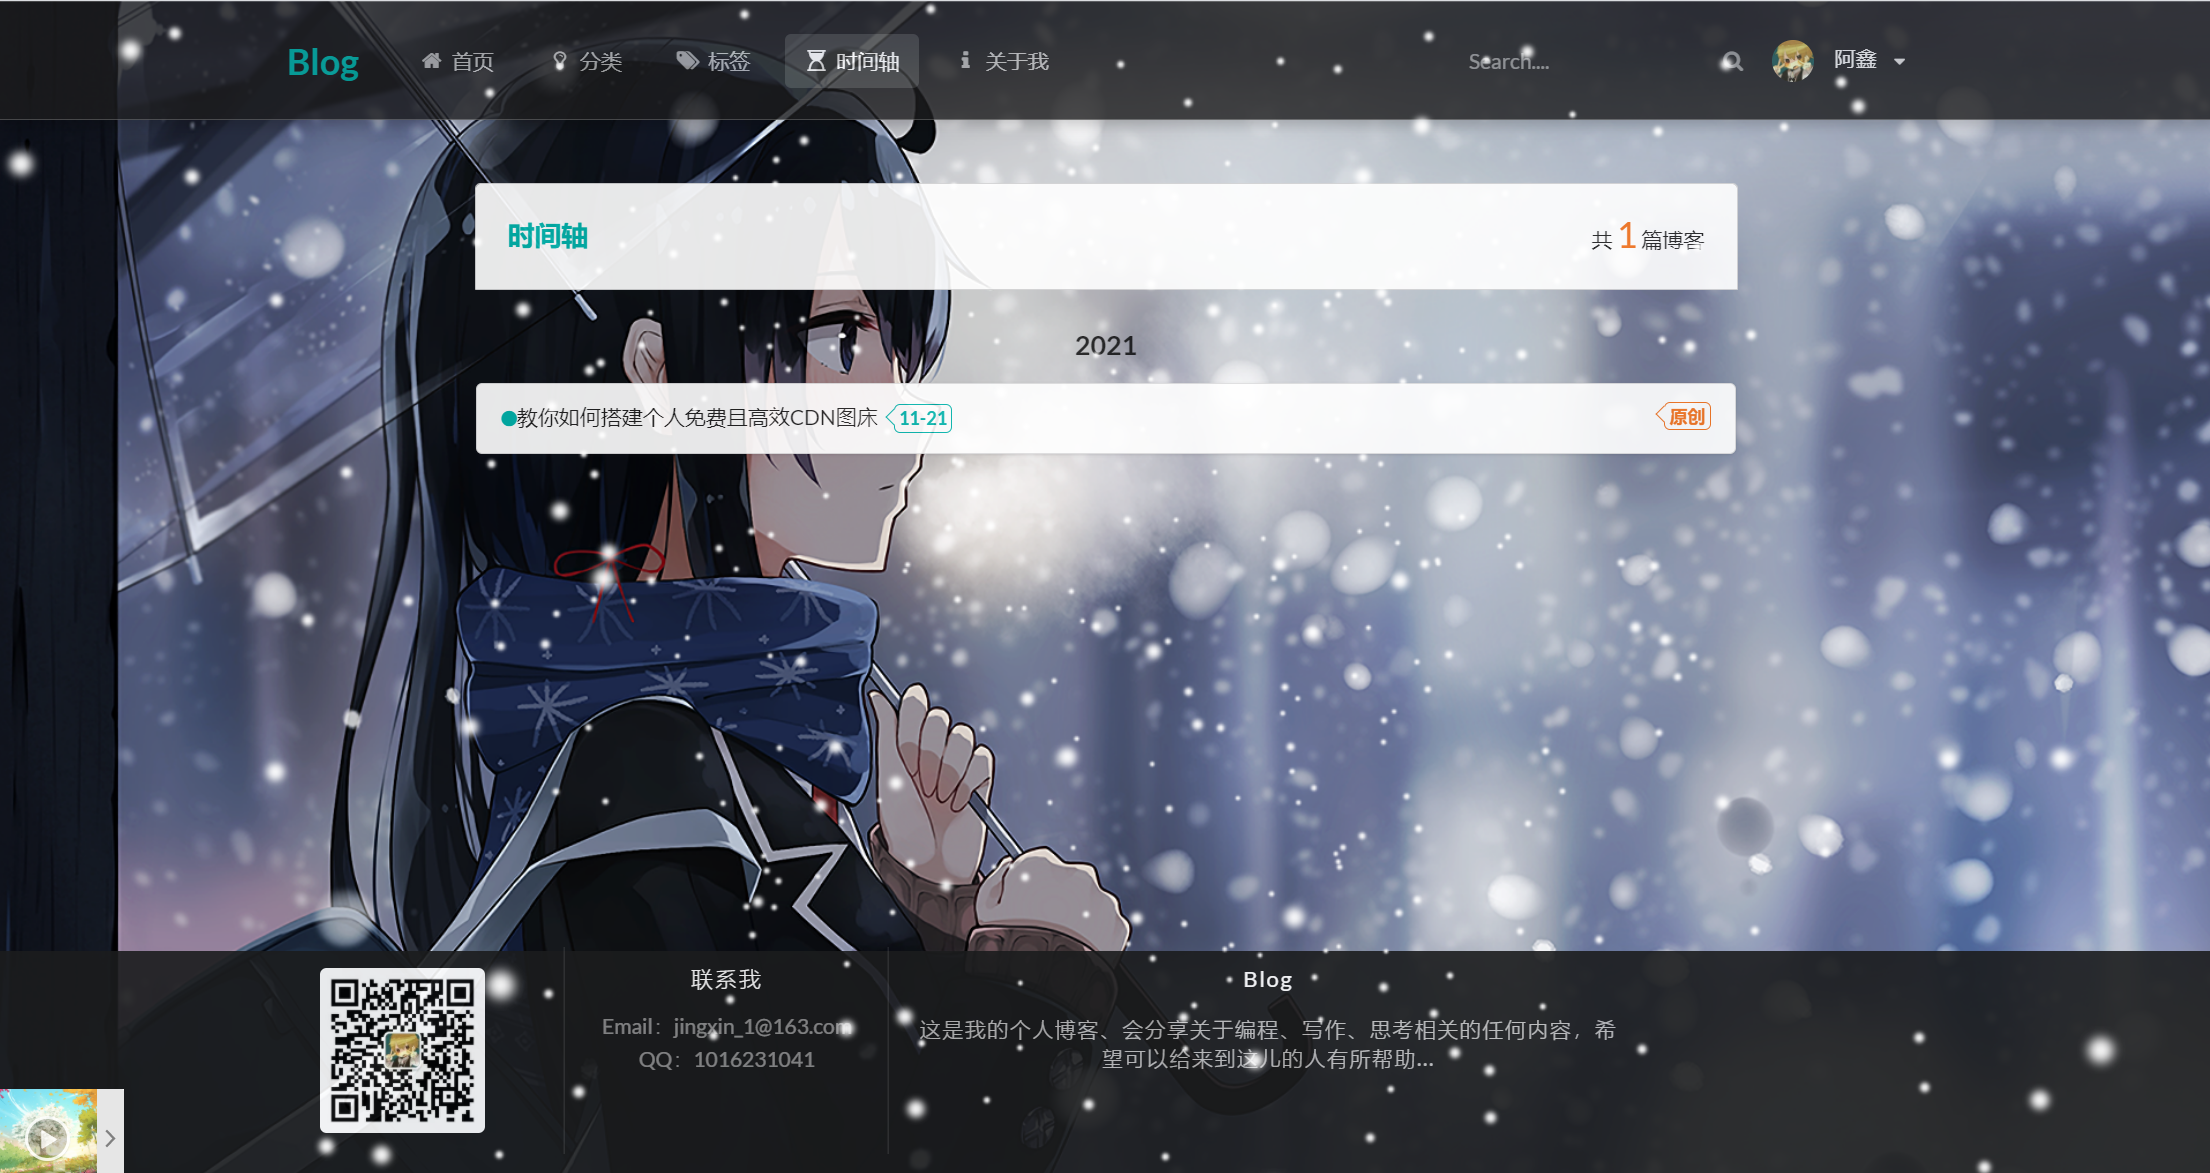 Blog 首页 分类 标签 时间轴 关于我 Search.... 阿鑫
时间轴 共 1 篇博客
2021
教你如何搭建个人免费且高效CDN图床 11-21 原创
联系我
Email：jingxin_1@163.com
QQ：1016231041
Blog
这是我的个人博客、会分享关于编程、写作、思考相关的任何内容，希
望可以给来到这儿的人有所帮助...